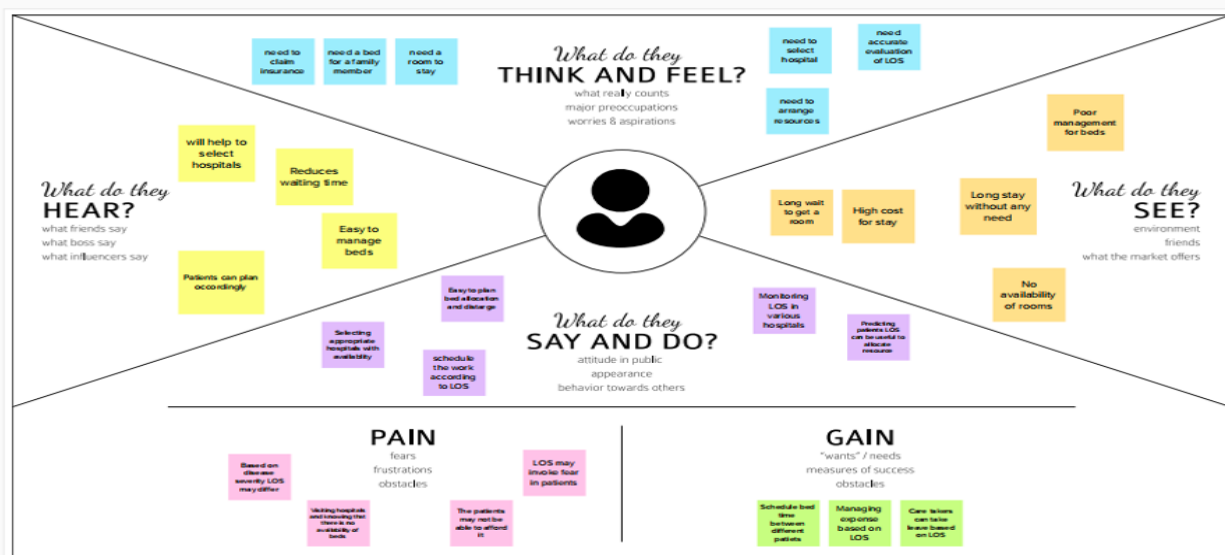 need to
claim
insurance
need a bed
for a family
member
need a
room to
stay
What do they
THINK AND FEEL?
what really counts
major preoccupations
worries & aspirations
need to
select
hospital
need
accurate
evaluation
of LOS
need to
arrange
resources
What do they
HEAR?
what friends say
what boss say
what influencers say
will help to
select
hospitals
Reduces
waiting time
Easy to
manage
beds
Patients can plan
accordingly
Poor
management
for beds
Long wait
to get a
room
High cost
for stay
Long stay
without any
need
No
availability
of rooms
What do they
SEE?
environment
friends
what the market offers
Easy to plan
bed allocation
and distarge
Selecting
appropriate
hospitals with
availability
schedule
the work
according
to LOS
What do they
SAY AND DO?
attitude in public
appearance
behavior towards others
Monitoring
LOS in
various
hospitals
Predicting
patients LOS
can be useful to
allocate
resource
PAIN
fears
frustrations
obstacles
Based on
disease
severity LOS
may differ
Visiting hospitals
and knowing that
there is no
availability of
beds
The patients
may not be
able to afford
it
LOS may
invoke fear
in patients
GAIN
"wants" / needs
measures of success
obstacles
Schedule bed
time
between
different
patiets
Managing
expense
based on
LOS
Care takers
can take
leave based
on LOS